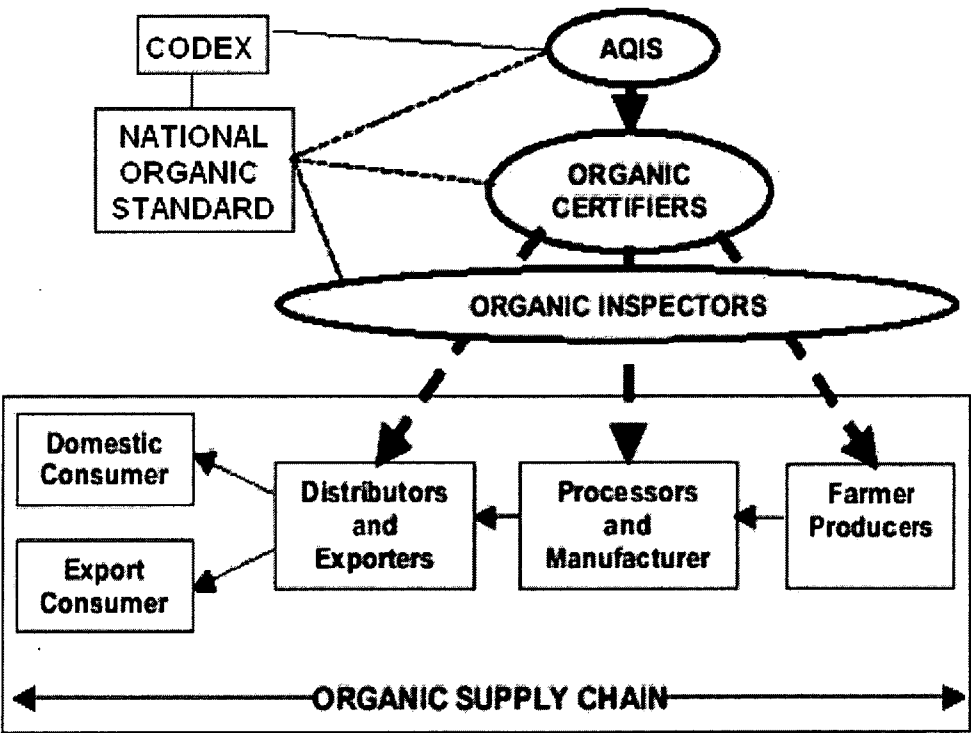 CODEX
AQIS
NATIONAL
ORGANIC
STANDARD
ORGANIC
CERTIFIERS
ORGANIC INSPECTORS
Domestic
Consumer
Export
Consumer
Distributors
and
Exporters
Processors
and
Manufacturer
Farmer
Producers
ORGANIC SUPPLY CHAIN